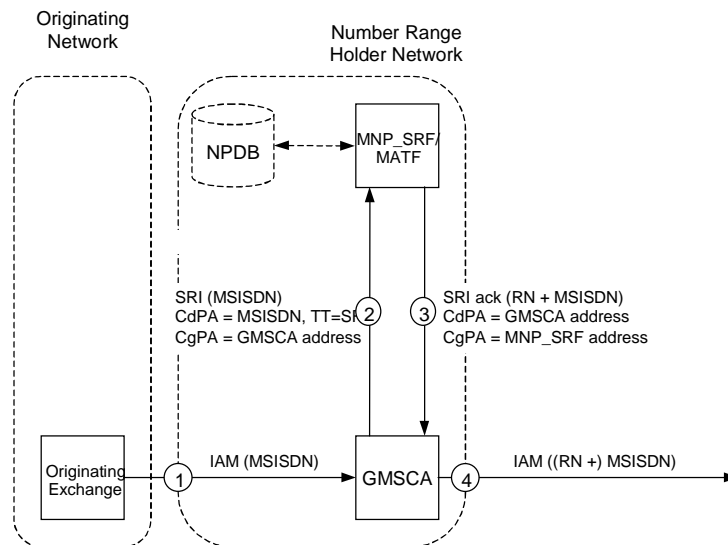 Originating
Network
Number Range
Holder Network
NPDB
MNP_SRF/
MATF
SRI (MSISDN)
CdPA = MSISDN, TT=SF
CgPA = GMSCA address
2
3
SRI ack (RN + MSISDN)
CdPA = GMSCA address
CgPA = MNP_SRF address
Originating
Exchange
1
IAM (MSISDN)
GMSCA
4
IAM ((RN +) MSISDN)